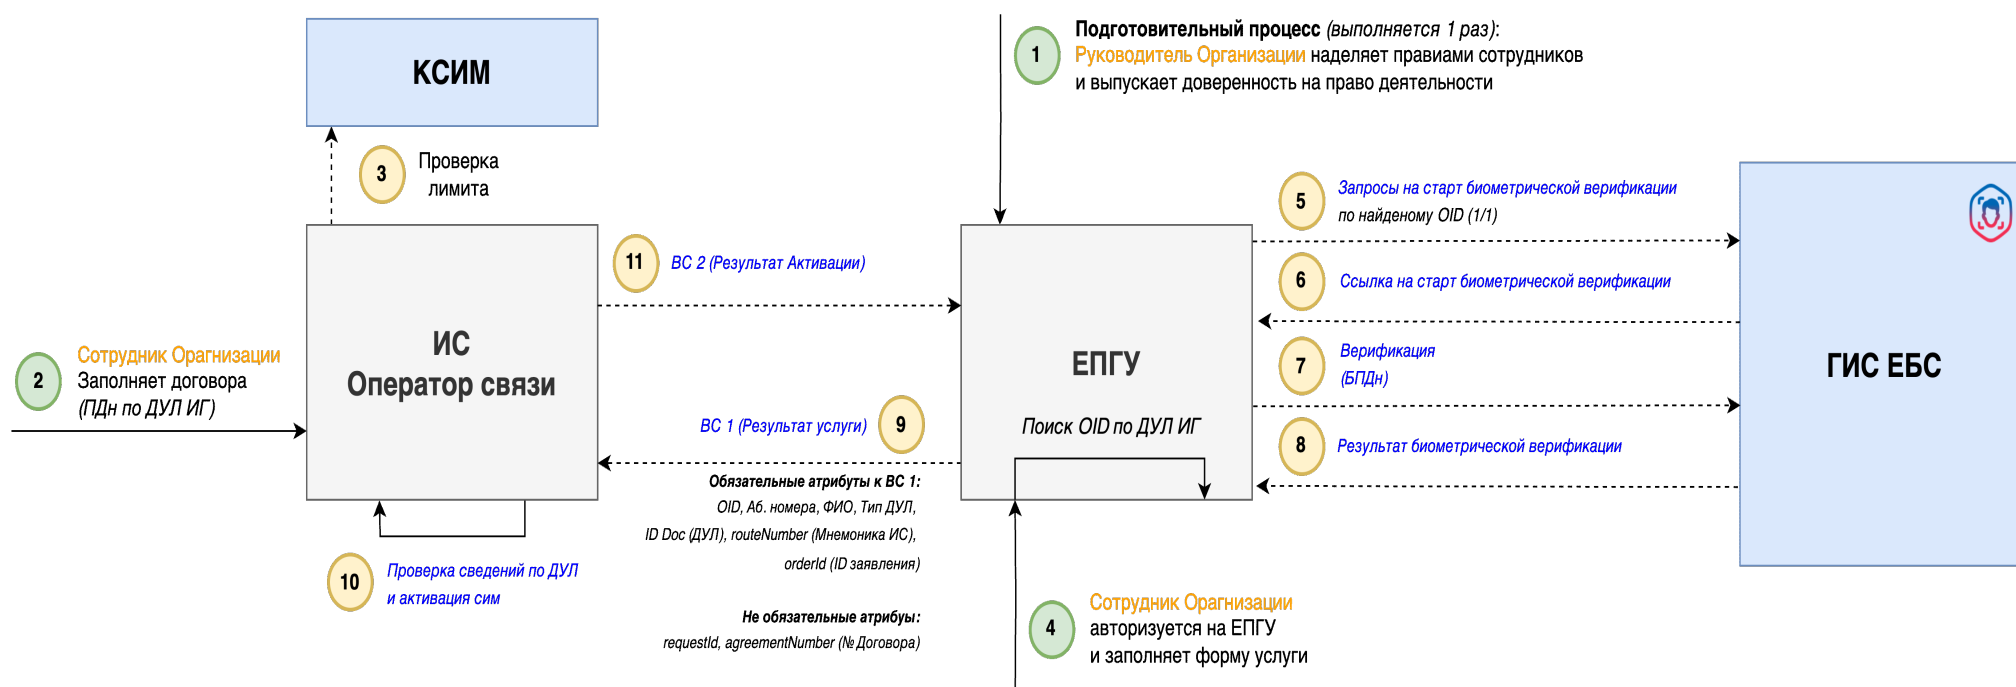 КСИМ
1
Подготовительный процесс (выполняется 1 раз):
Руководитель Организации наделяет правиами сотрудников
и выпускает доверенность на право деятельности
3
Проверка
лимита
5
Запросы на старт биометрической верификации
по найденому OID (1/1)
11
ВС 2 (Результат Активации)
6
Ссылка на старт биометрической верификации
2
Сотрудник Орагнизации
Заполняет договора
(ПДн по ДУЛ ИГ)
ИС
Оператор связи
ЕПГУ
7
Верификация
(БПДн)
ГИС ЕБС
ВС 1 (Результат услуги)
9
Поиск OID по ДУЛ ИГ
8
Результат биометрической верификации
Обязательные атрибуты к ВС 1:
OID, Аб. номера, ФИО, Тип ДУЛ,
ID Doc (ДУЛ), routeNumber (Мнемоника ИС),
orderId (ID заявления)
10
Проверка сведений по ДУЛ
и активация сим
Не обязательные атрибуы:
requestId, agreementNumber (№ Договора)
4
Сотрудник Орагнизации
авторизуется на ЕПГУ
и заполняет форму услуги